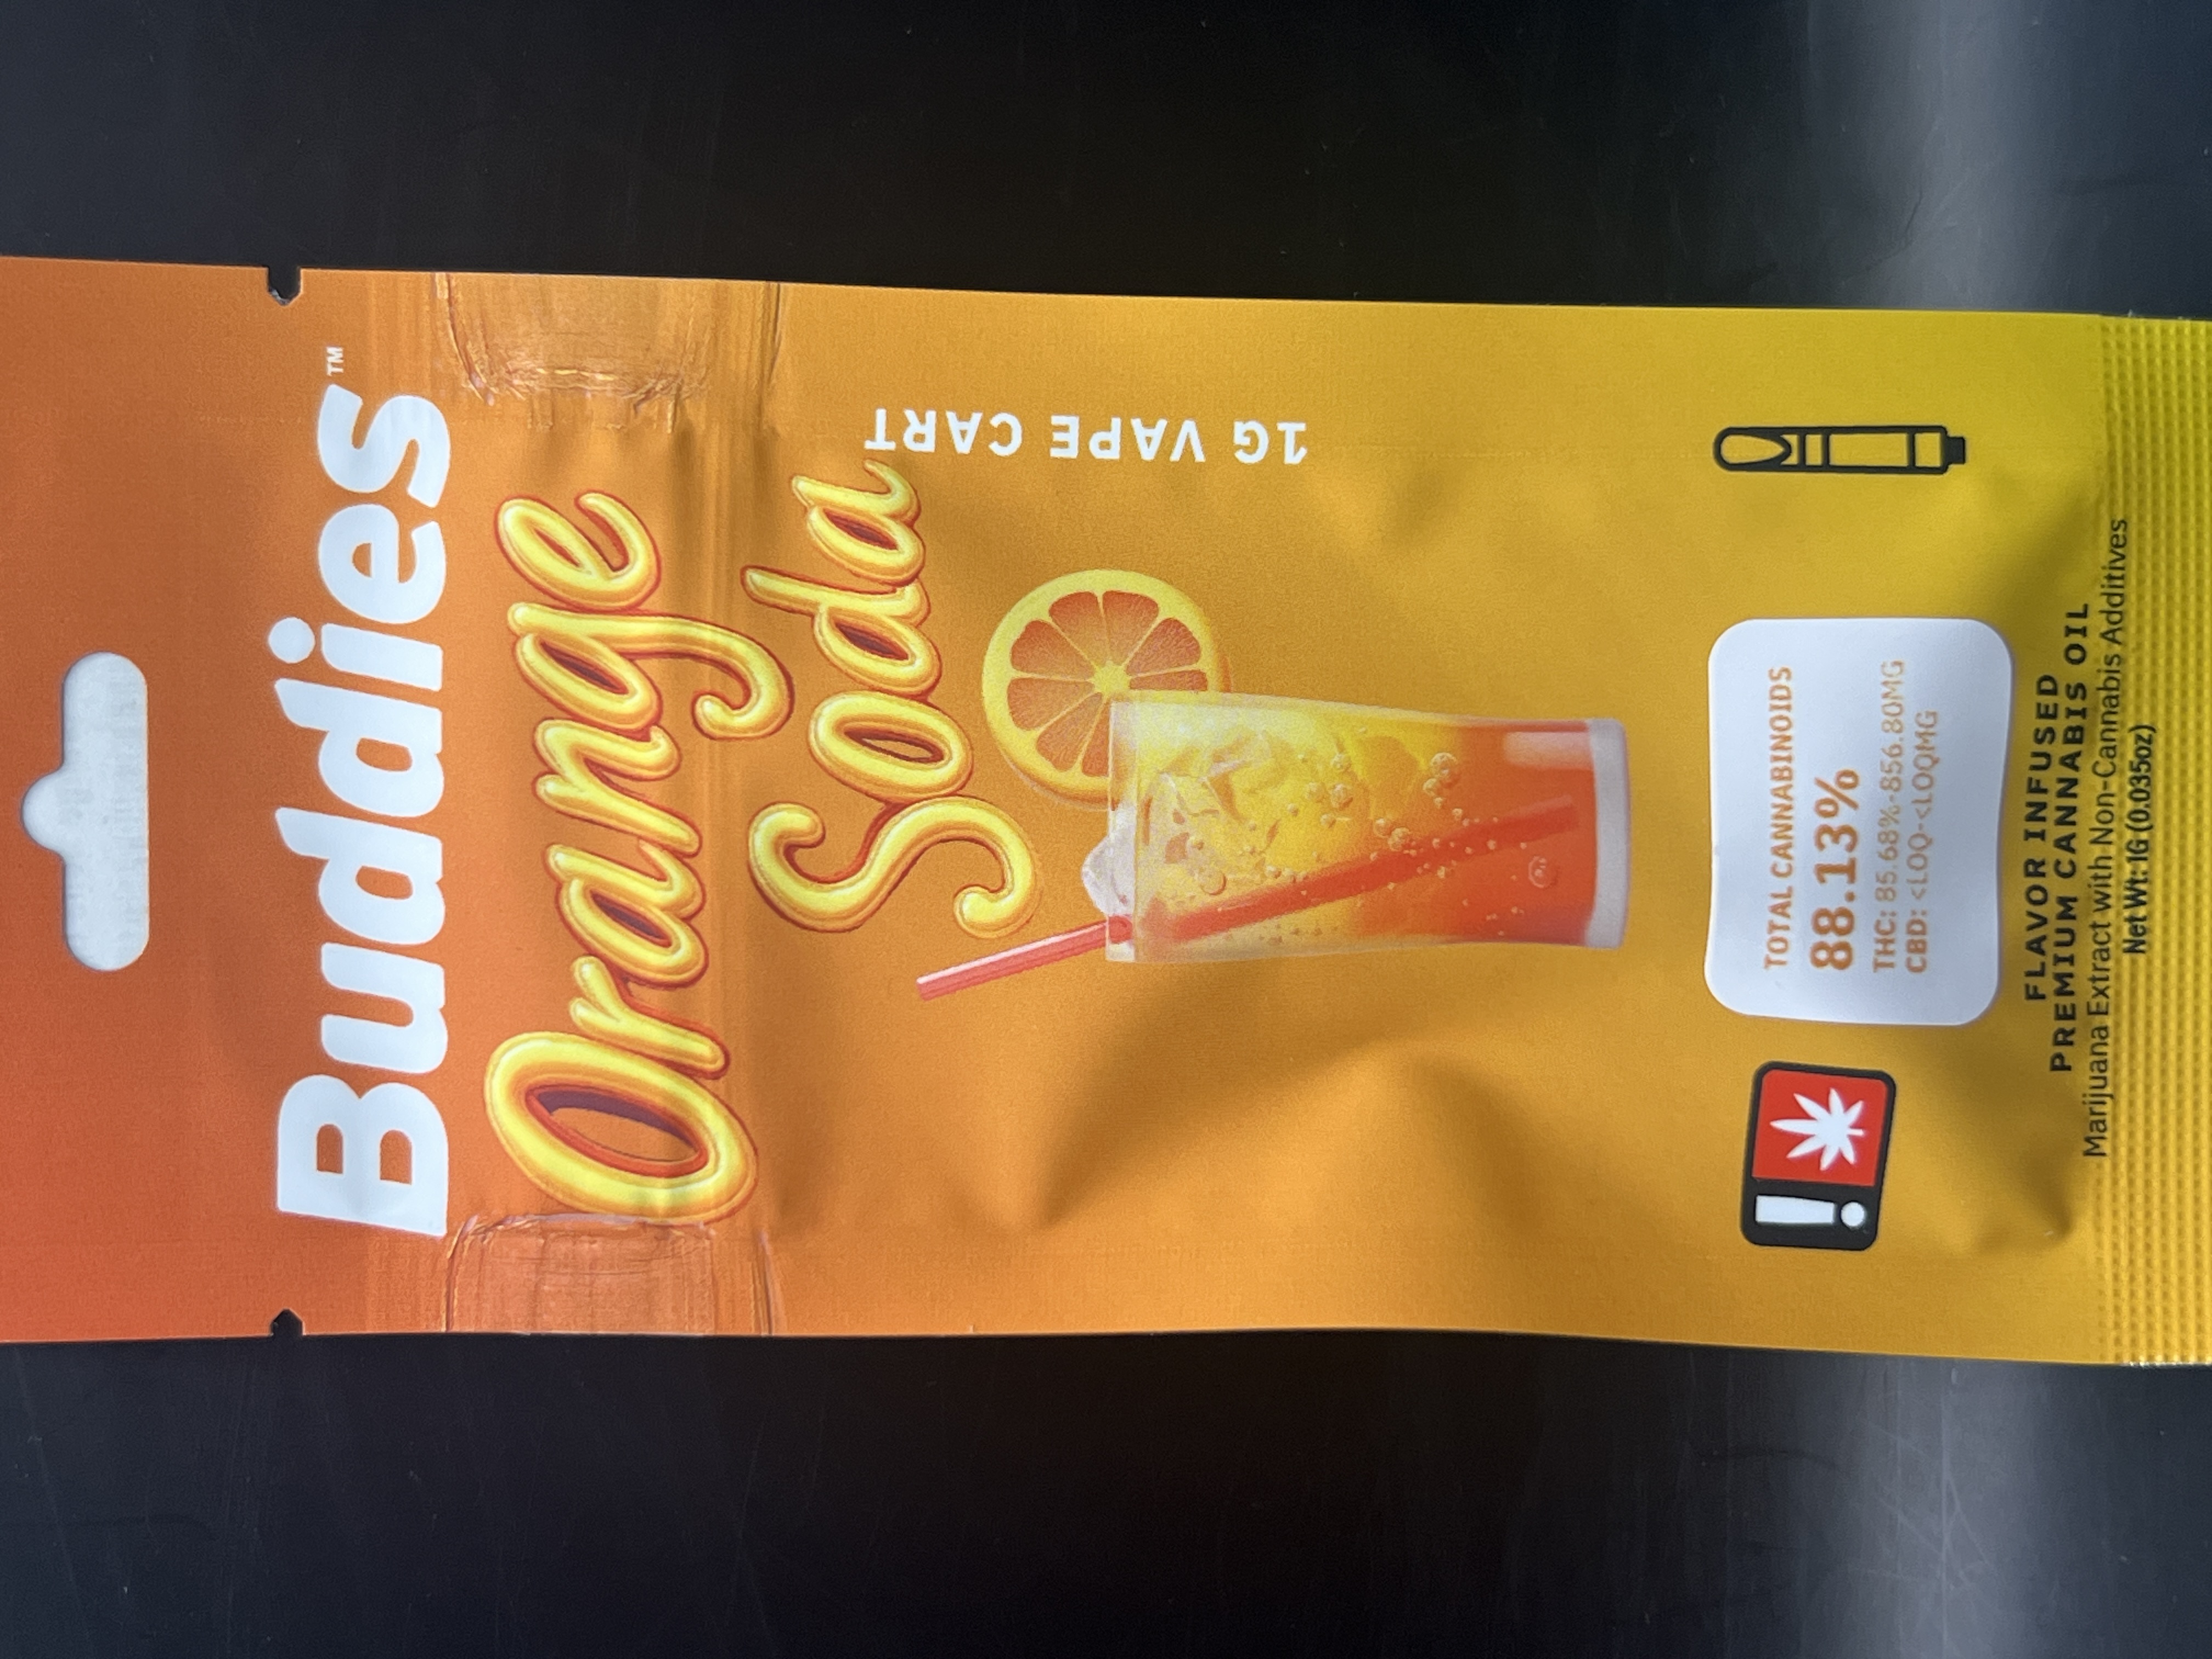 Buddies™
Orange
Soda
1G VAPE CART
TOTAL CANNABINOIDS
88.13%
THC: 85.68%-856.80MG
CBD: <LOQ-<LOQMG
FLAVOR INFUSED
PREMIUM CANNABIS OIL
Marijuana Extract with Non-Cannabis Additives
Net Wt: 1G (0.035oz)